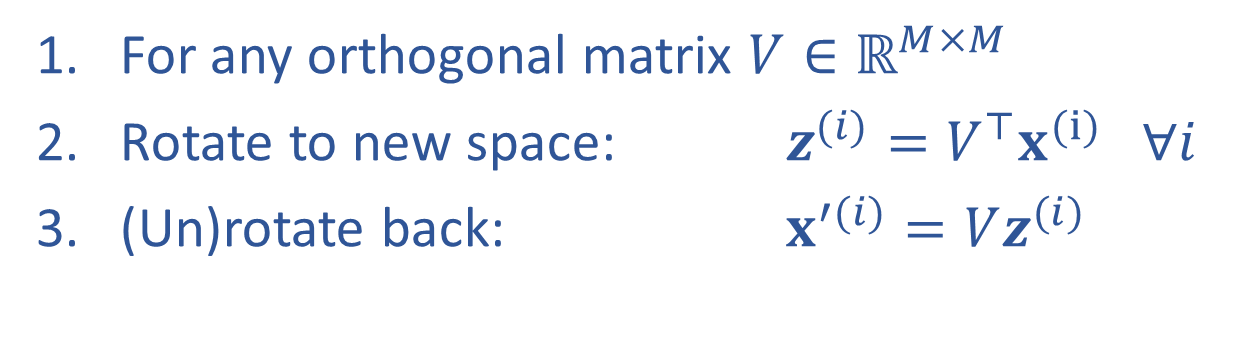 1. For any orthogonal matrix V ∈ ℝ^{M×M}
2. Rotate to new space: z^{(i)} = V^⊤x^{(i)} ∀i
3. (Un)rotate back: x′^{(i)} = Vz^{(i)}